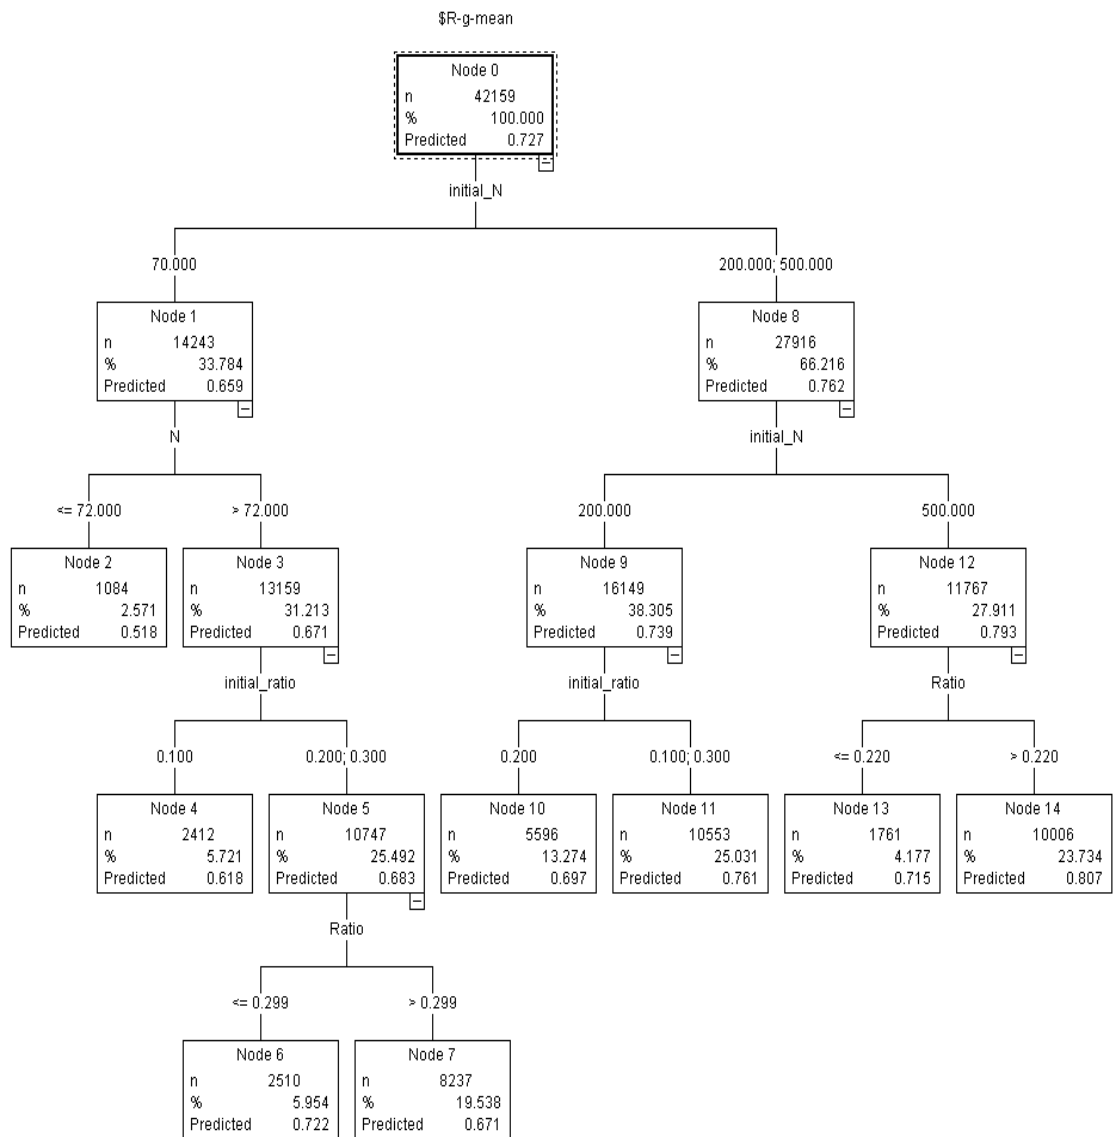 $R-g-mean
Node 0
n 42159
% 100.000
Predicted 0.727
initial_N
70.000
200.000; 500.000
Node 1
n 14243
% 33.784
Predicted 0.659
Node 8
n 27916
% 66.216
Predicted 0.762
N
initial_N
<= 72.000
> 72.000
200.000
500.000
Node 2
n 1084
% 2.571
Predicted 0.518
Node 3
n 13159
% 31.213
Predicted 0.671
Node 9
n 16149
% 38.305
Predicted 0.739
Node 12
n 11767
% 27.911
Predicted 0.793
initial_ratio
initial_ratio
Ratio
0.100
0.200; 0.300
0.200
0.100; 0.300
<= 0.220
> 0.220
Node 4
n 2412
% 5.721
Predicted 0.618
Node 5
n 10747
% 25.492
Predicted 0.683
Node 10
n 5596
% 13.274
Predicted 0.697
Node 11
n 10553
% 25.031
Predicted 0.761
Node 13
n 1761
% 4.177
Predicted 0.715
Node 14
n 10006
% 23.734
Predicted 0.807
Ratio
<= 0.299
> 0.299
Node 6
n 2510
% 5.954
Predicted 0.722
Node 7
n 8237
% 19.538
Predicted 0.671